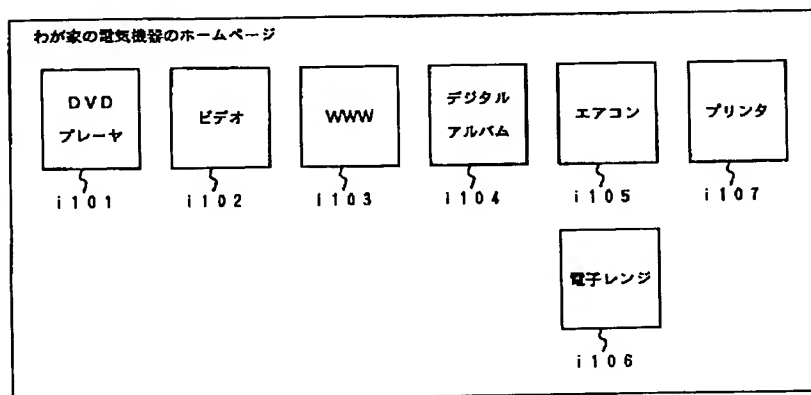 わが家の電気機器のホームページ
DVD
プレーヤ
ビデオ
WWW
デジタル
アルバム
エアコン
プリンタ
i101
i102
i103
i104
i105
i107
電子レンジ
i106